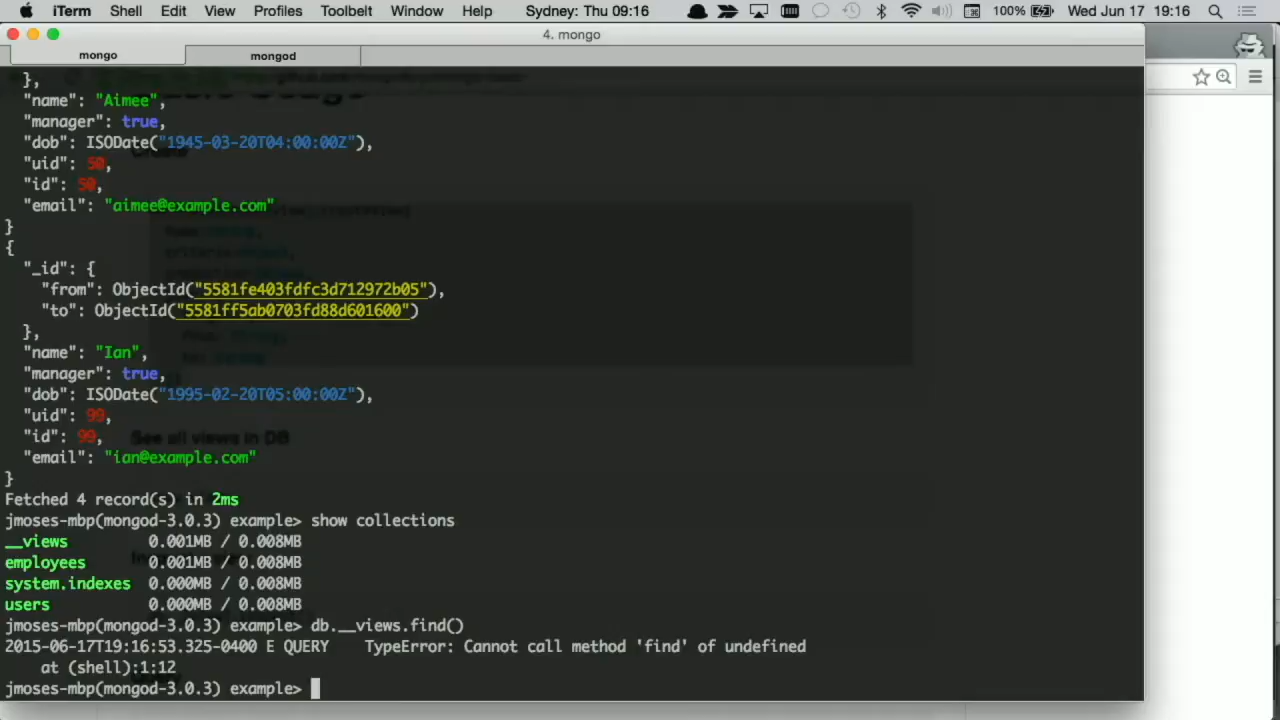 iTerm Shell Edit View Profiles Toolbelt Window Help Sydney: Thu 09:16 100% Wed Jun 17 19:16
4. mongo
mongo mongod
},
"name": "Aimee",
"manager": true,
"dob": ISODate("1945-03-20T04:00:00Z"),
"uid": 50,
"id": 50,
"email": "aimee@example.com"
}
{
"_id": {
"from": ObjectId("5581fe403fdfc3d712972b05"),
"to": ObjectId("5581ff5ab0703fd88d601600")
},
"name": "Ian",
"manager": true,
"dob": ISODate("1995-02-20T05:00:00Z"),
"uid": 99,
"id": 99,
See all views in DB
"email": "ian@example.com"
}
Fetched 4 record(s) in 2ms
jmoses-mbp(mongod-3.0.3) example> show collections
__views 0.001MB / 0.008MB
employees 0.001MB / 0.008MB
system.indexes 0.000MB / 0.008MB
users 0.000MB / 0.008MB
jmoses-mbp(mongod-3.0.3) example> db.__views.find()
2015-06-17T19:16:53.325-0400 E QUERY TypeError: Cannot call method 'find' of undefined
at (shell):1:12
jmoses-mbp(mongod-3.0.3) example>